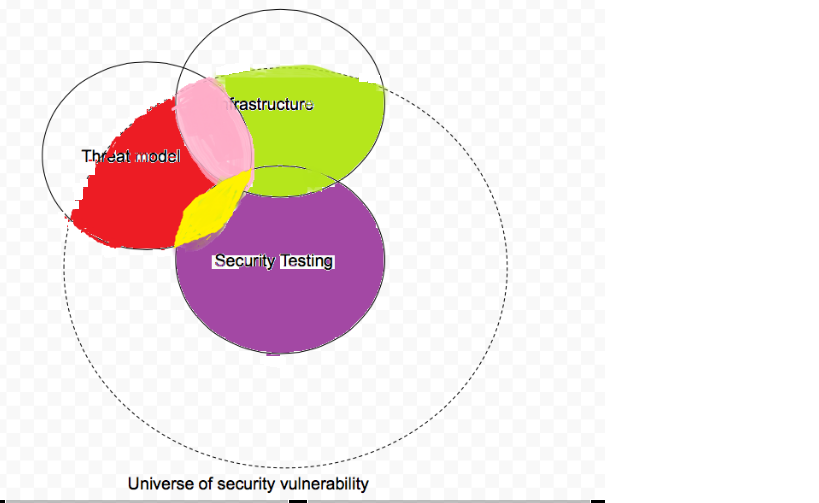 frastructure
Threat model
Security Testing
Universe of security vulnerability